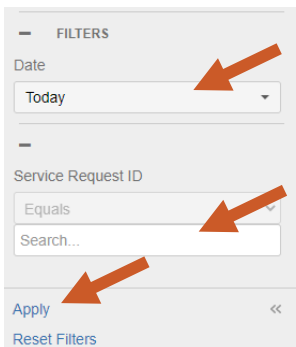 FILTERS
Date
Today
Service Request ID
Equals
Search...
Apply
Reset Filters